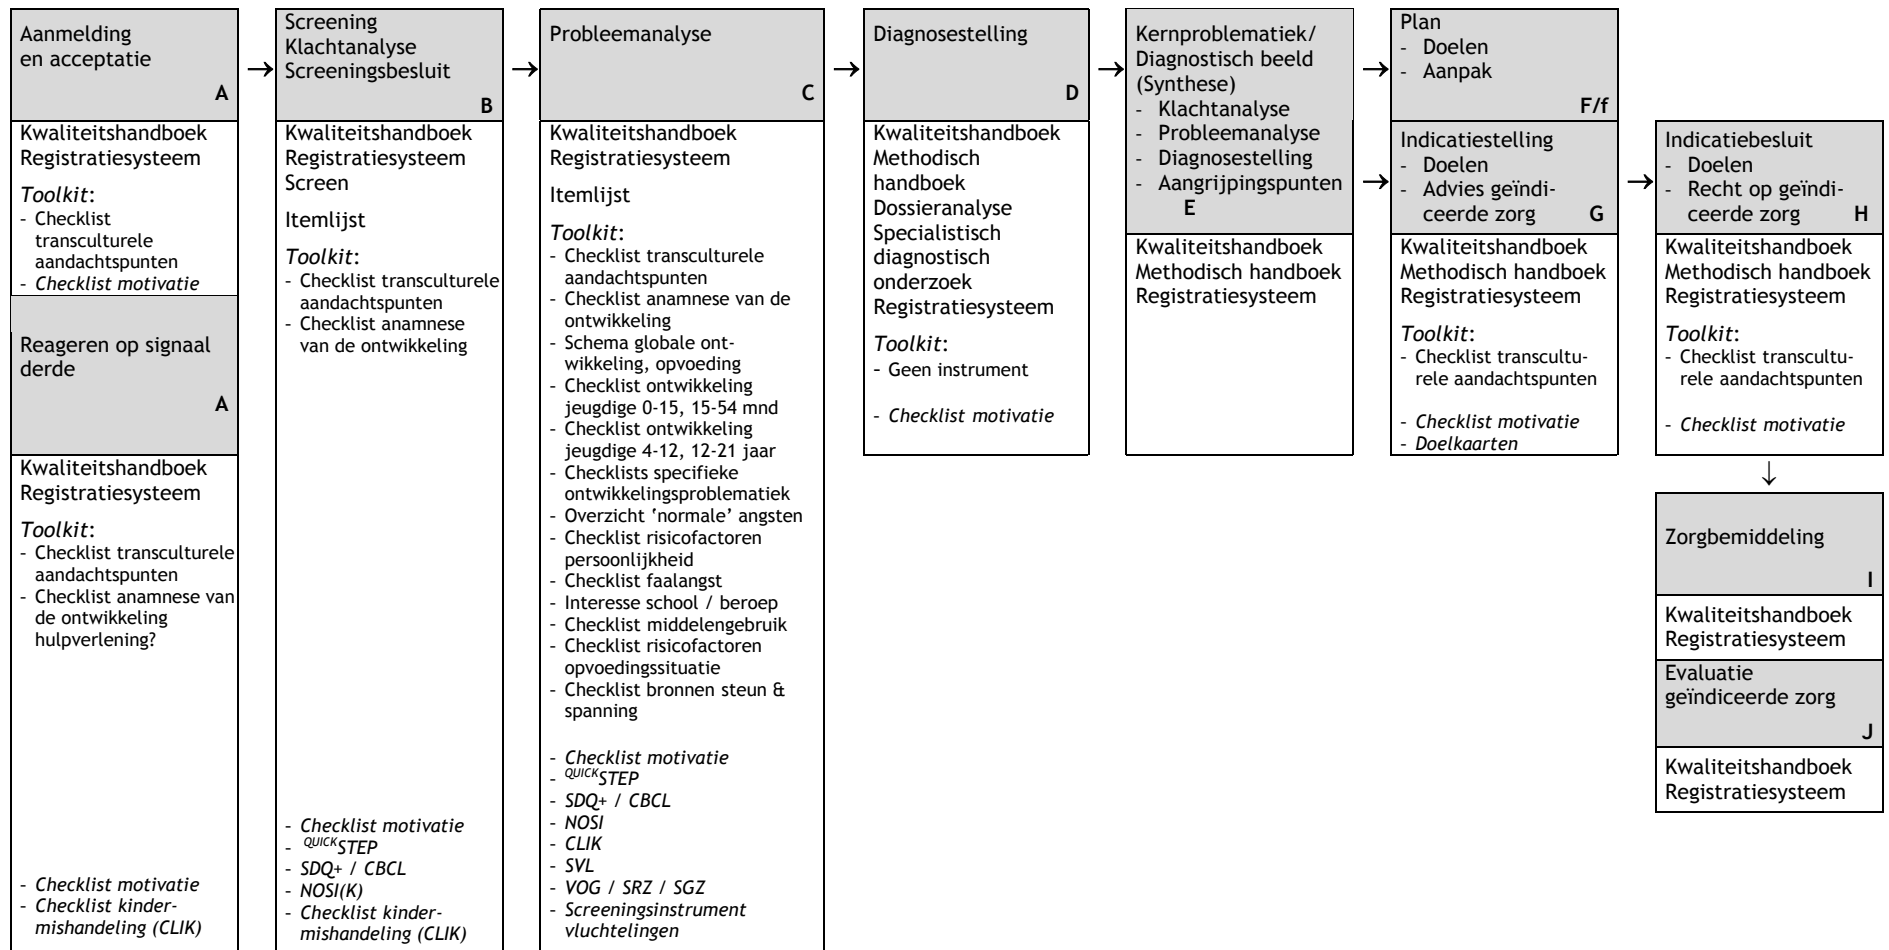 Aanmelding
en acceptatie
A
Kwaliteitshandboek
Registratiesysteem
Toolkit:
- Checklist
transculturele
aandachtspunten
- Checklist motivatie
Reageren op signaal
derde
A
Kwaliteitshandboek
Registratiesysteem
Toolkit:
- Checklist transculturele
aandachtspunten
- Checklist anamnese van
de ontwikkeling
hulpverlening?
- Checklist motivatie
- Checklist kinder-
mishandeling (CLIK)
→
Screening
Klachtanalyse
Screeningsbesluit
B
Kwaliteitshandboek
Registratiesysteem
Screen
Itemlijst
Toolkit:
- Checklist transculturele
aandachtspunten
- Checklist anamnese
van de ontwikkeling
- Checklist motivatie
- QUICKSTEP
- SDQ+ / CBCL
- NOSI(K)
- Checklist kinder-
mishandeling (CLIK)
→
Probleemanalyse
C
Kwaliteitshandboek
Registratiesysteem
Itemlijst
Toolkit:
- Checklist transculturele
aandachtspunten
- Checklist anamnese van de
ontwikkeling
- Schema globale ont-
wikkeling, opvoeding
- Checklist ontwikkeling
jeugdige 0-15, 15-54 mnd
- Checklist ontwikkeling
jeugdige 4-12, 12-21 jaar
- Checklists specifieke
ontwikkelingsproblematiek
- Overzicht ‘normale’ angsten
- Checklist risicofactoren
persoonlijkheid
- Checklist faalangst
- Interesse school / beroep
- Checklist middelengebruik
- Checklist risicofactoren
opvoedingssituatie
- Checklist bronnen steun &
spanning
- Checklist motivatie
- QUICKSTEP
- SDQ+ / CBCL
- NOSI
- CLIK
- SVL
- VOG / SRZ / SGZ
- Screeningsinstrument
vluchtelingen
→
Diagnosestelling
D
Kwaliteitshandboek
Methodisch
handboek
Dossieranalyse
Specialistisch
diagnostisch
onderzoek
Registratiesysteem
Toolkit:
- Geen instrument
- Checklist motivatie
→
Kernproblematiek/
Diagnostisch beeld
(Synthese)
- Klachtanalyse
- Probleemanalyse
- Diagnosestelling
- Aangrijpingspunten
E
Kwaliteitshandboek
Methodisch handboek
Registratiesysteem
→
Plan
- Doelen
- Aanpak
F/f
→
Indicatiestelling
- Doelen
- Advies geïndi-
ceerde zorg G
Kwaliteitshandboek
Methodisch handboek
Registratiesysteem
Toolkit:
- Checklist transcultu-
rele aandachtspunten
- Checklist motivatie
- Doelkaarten
→
Indicatiebesluit
- Doelen
- Recht op geïndi-
ceerde zorg H
Kwaliteitshandboek
Methodisch handboek
Registratiesysteem
Toolkit:
- Checklist transcultu-
rele aandachtspunten
- Checklist motivatie
↓
Zorgbemiddeling
I
Kwaliteitshandboek
Registratiesysteem
Evaluatie
geïndiceerde zorg
J
Kwaliteitshandboek
Registratiesysteem